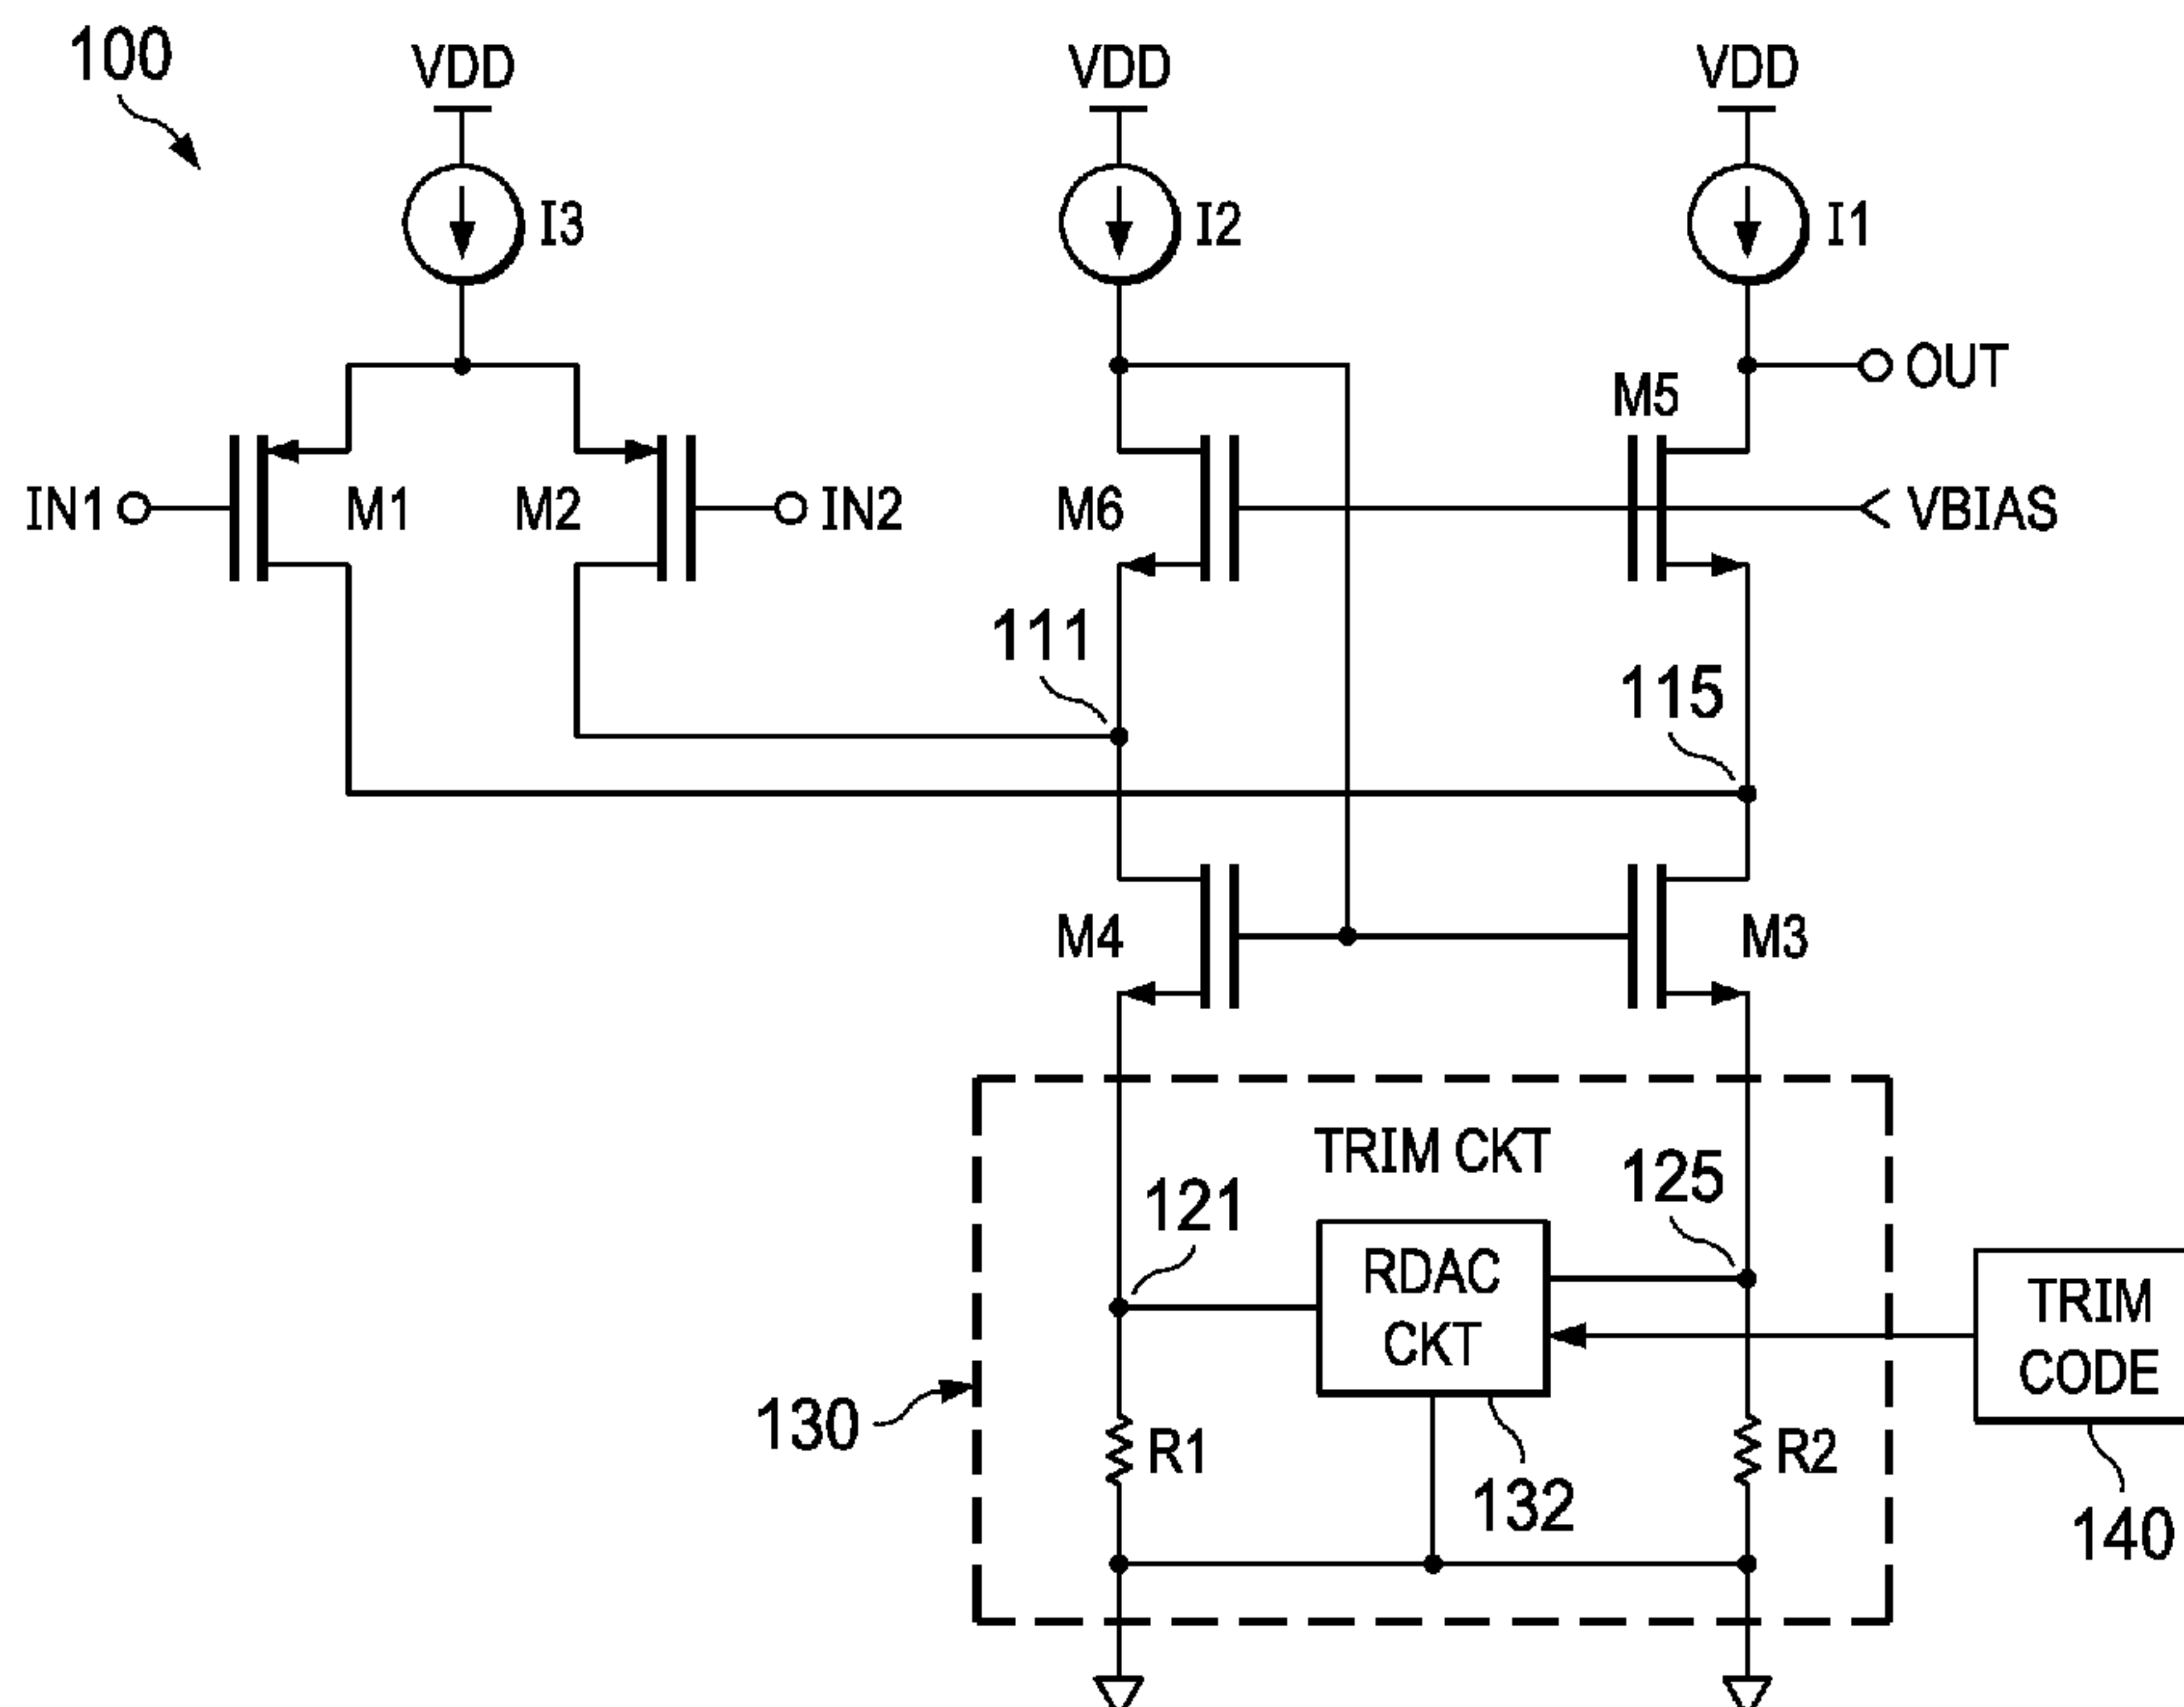 100
VDD
VDD
VDD
I3
I2
I1
OUT
M5
IN1
M1
M2
IN2
M6
VBIAS
111
115
M4
M3
TRIM CKT
121
125
RDAC
CKT
TRIM
CODE
130
R1
132
R2
140